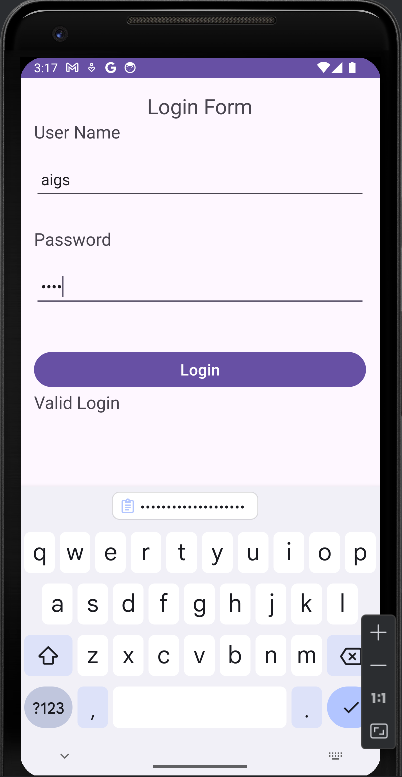 3:17
Login Form
User Name
aigs
Password
••••
Login
Valid Login
••••••••••••••••••••
q w e r t y u i o p
a s d f g h j k l
z x c v b n m
?123 , .
1:1